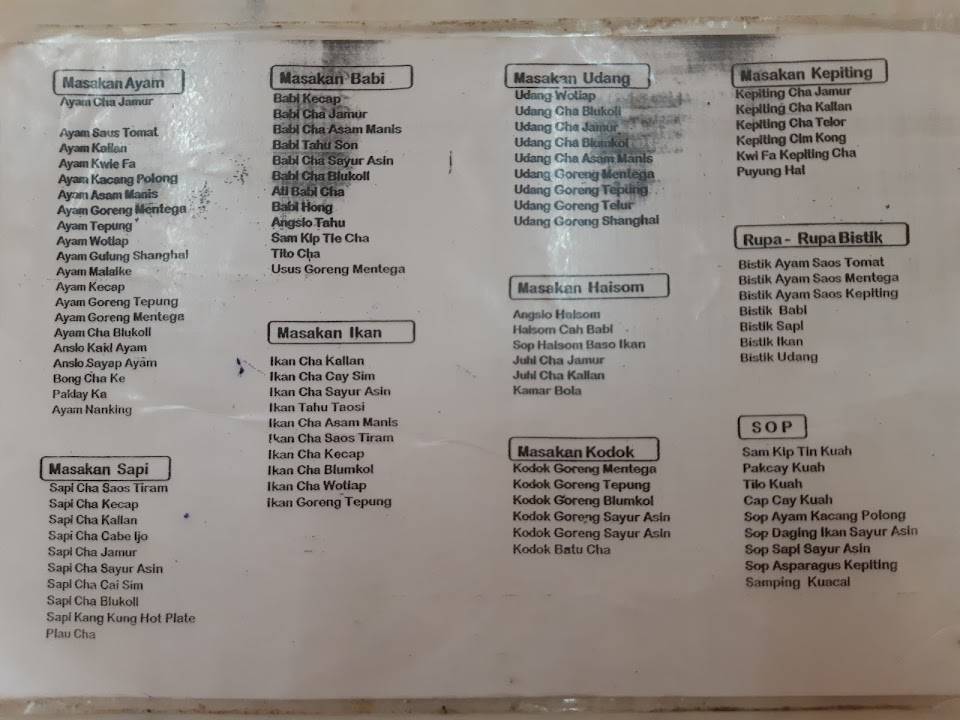 Masakan Ayam
Ayam Cha Jamur
Ayam Saus Tomat
Ayam Kailan
Ayam Kwie Fa
Ayam Kacang Polong
Ayam Asam Manis
Ayam Goreng Mentega
Ayam Tepung
Ayam Wotiap
Ayam Gulung Shanghai
Ayam Malaike
Ayam Kecap
Ayam Goreng Tepung
Ayam Goreng Mentega
Ayam Cha Blukoli
Ansio Kaki Ayam
Ansio Sayap Ayam
Bong Cha Ke
Paklay Ka
Ayam Nanking
Masakan Sapi
Sapi Cha Saos Tiram
Sapi Cha Kecap
Sapi Cha Kailan
Sapi Cha Cabe Ijo
Sapi Cha Jamur
Sapi Cha Sayur Asin
Sapi Cha Cai Sim
Sapi Cha Blukoli
Sapi Kang Kung Hot Plate
Plau Cha
Masakan Babi
Babi Kecap
Babi Cha Jamur
Babi Cha Asam Manis
Babi Tahu Son
Babi Cha Sayur Asin
Babi Cha Blukoli
Ati Babi Cha
Babi Hong
Angsio Tahu
Sam Kip Tie Cha
Tito Cha
Usus Goreng Mentega
Masakan Ikan
Ikan Cha Kailan
Ikan Cha Cay Sim
Ikan Cha Sayur Asin
Ikan Tahu Taosi
Ikan Cha Asam Manis
Ikan Cha Saos Tiram
Ikan Cha Kecap
Ikan Cha Blumkol
Ikan Cha Wotiap
Ikan Goreng Tepung
Masakan Udang
Udang Wotiap
Udang Cha Blukoli
Udang Cha Jamur
Udang Cha Blumkol
Udang Cha Asam Manis
Udang Goreng Mentega
Udang Goreng Tepung
Udang Goreng Telur
Udang Goreng Shanghai
Masakan Haisom
Angsio Haisom
Haisom Cah Babi
Sop Haisom Baso Ikan
Juhi Cha Jamur
Juhi Cha Kailan
Kamar Bola
Masakan Kodok
Kodok Goreng Mentega
Kodok Goreng Tepung
Kodok Goreng Blumkol
Kodok Goreng Sayur Asin
Kodok Goreng Sayur Asin
Kodok Batu Cha
Masakan Kepiting
Kepiting Cha Jamur
Kepiting Cha Kailan
Kepiting Cha Telor
Kepiting Cim Kong
Kwi Fa Kepiting Cha
Puyung Hai
Rupa - Rupa Bistik
Bistik Ayam Saos Tomat
Bistik Ayam Saos Mentega
Bistik Ayam Saos Kepiting
Bistik Babi
Bistik Sapi
Bistik Ikan
Bistik Udang
SOP
Sam Kip Tin Kuah
Pakcay Kuah
Tilo Kuah
Cap Cay Kuah
Sop Ayam Kacang Polong
Sop Daging Ikan Sayur Asin
Sop Sapi Sayur Asin
Sop Asparagus Kepiting
Samping Kuacal